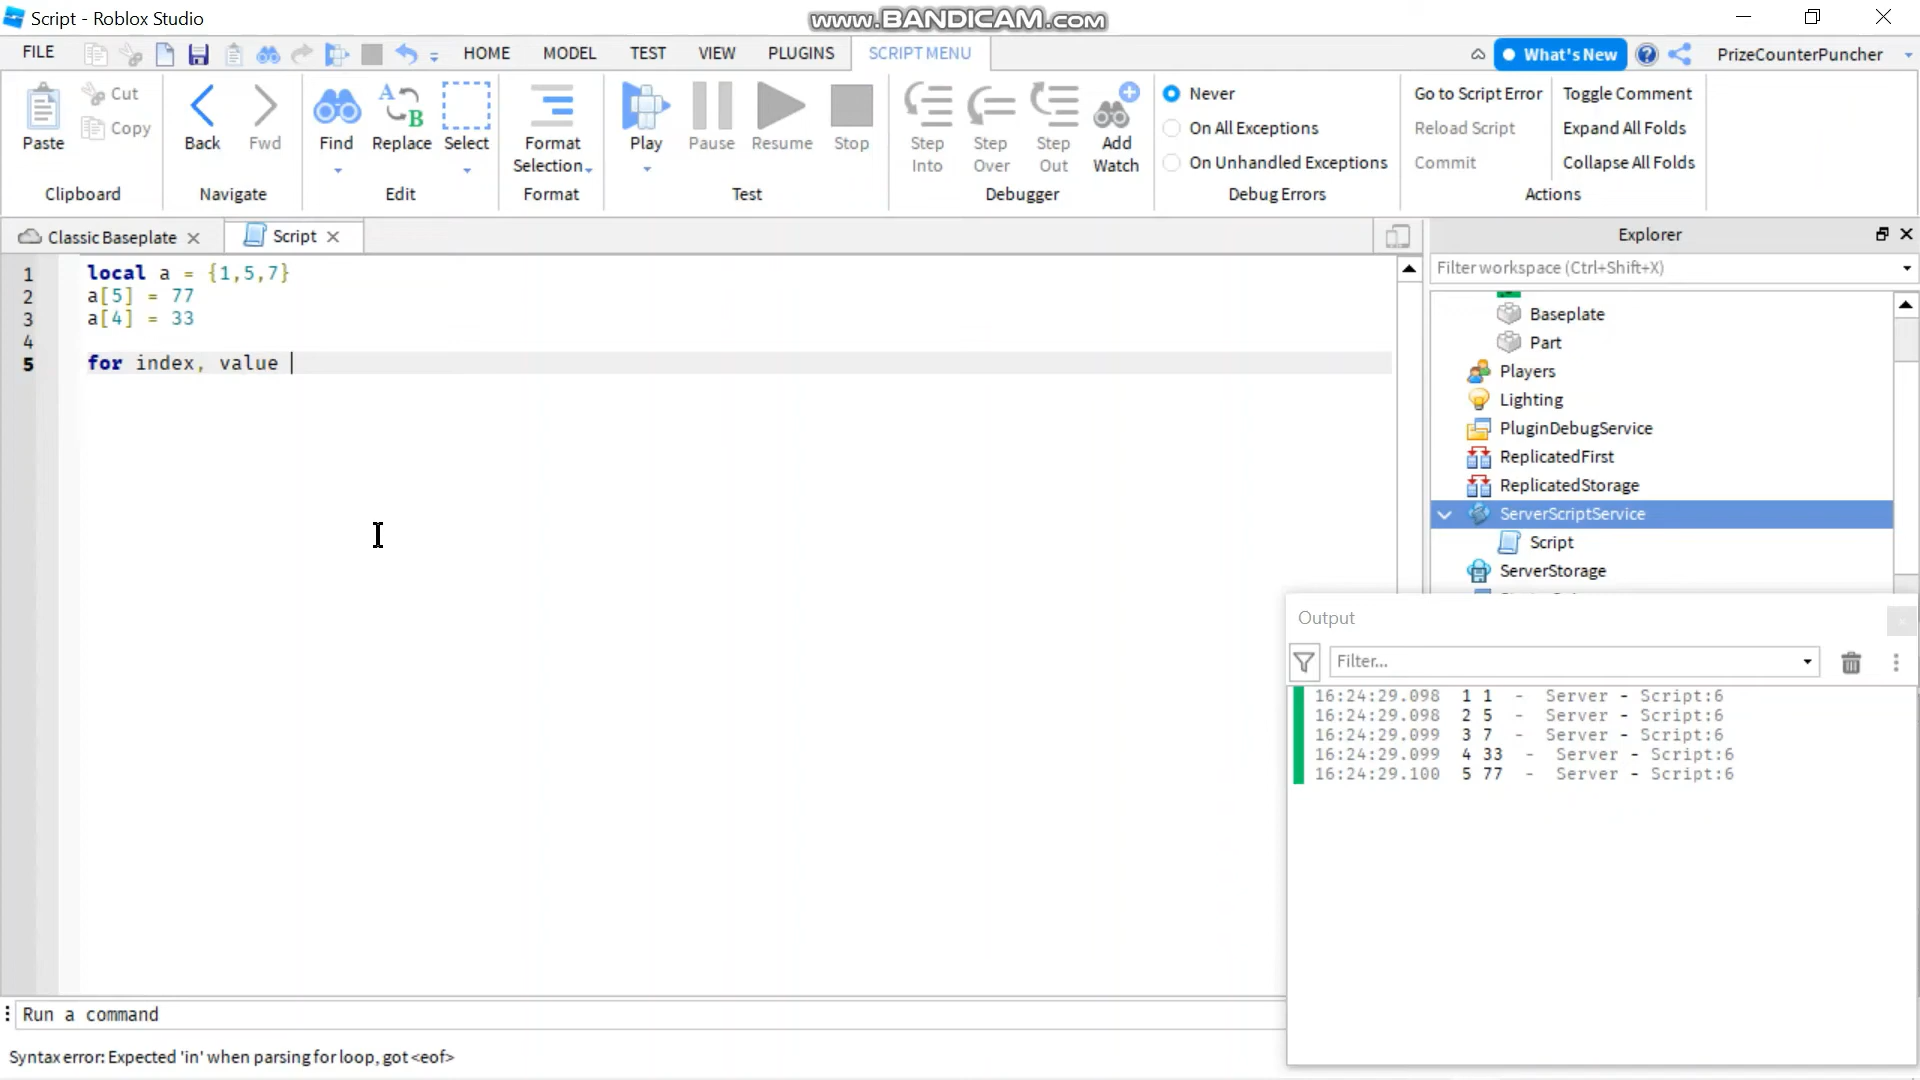 Script - Roblox Studio
www.BANDICAM.com
FILE
HOME
MODEL
TEST
VIEW
PLUGINS
SCRIPT MENU
What's New
PrizeCounterPuncher
Paste
Cut
Copy
Clipboard
Back
Fwd
Navigate
Find
Replace
Select
Edit
Format
Selection
Format
Play
Pause
Resume
Stop
Test
Step
Into
Step
Over
Step
Out
Add
Watch
Debugger
Never
On All Exceptions
On Unhandled Exceptions
Debug Errors
Go to Script Error
Reload Script
Commit
Toggle Comment
Expand All Folds
Collapse All Folds
Actions
Classic Baseplate
Script
1 local a = {1,5,7}
2 a[5] = 77
3 a[4] = 33
4
5 for index, value
Explorer
Filter workspace (Ctrl+Shift+X)
Baseplate
Part
Players
Lighting
PluginDebugService
ReplicatedFirst
ReplicatedStorage
ServerScriptService
Script
ServerStorage
Output
Filter...
16:24:29.098 1 1 - Server - Script:6
16:24:29.098 2 5 - Server - Script:6
16:24:29.099 3 7 - Server - Script:6
16:24:29.099 4 33 - Server - Script:6
16:24:29.100 5 77 - Server - Script:6
Run a command
Syntax error: Expected 'in' when parsing for loop, got <eof>